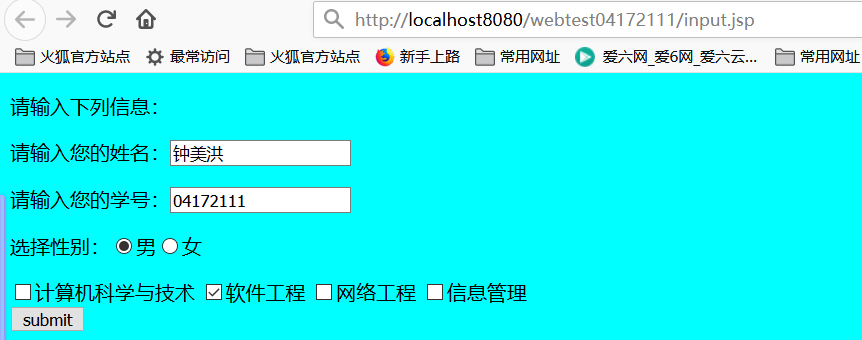 http://localhost8080/webtest04172111/input.jsp
火狐官方站点 最常访问 火狐官方站点 新手上路 常用网址 爱六网_爱6网_爱六云... 常用网址
请输入下列信息：
请输入您的姓名：钟美洪
请输入您的学号：04172111
选择性别： 男 女
计算机科学与技术 软件工程 网络工程 信息管理
submit